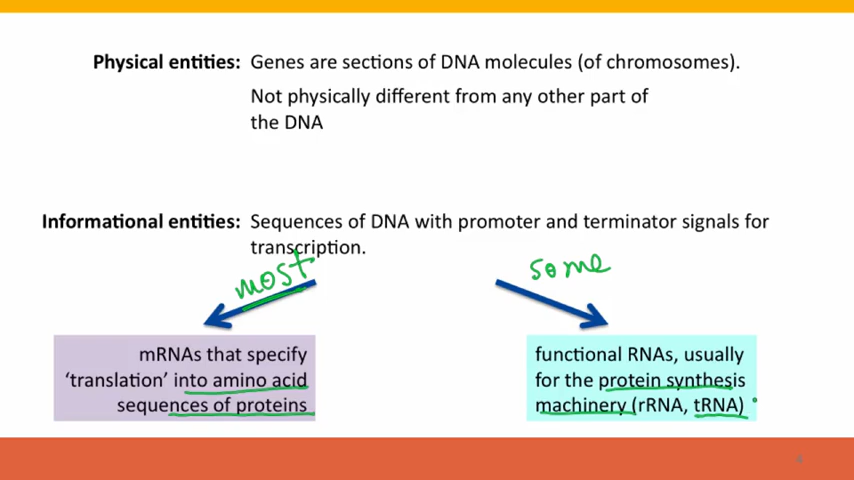 Physical entities: Genes are sections of DNA molecules (of chromosomes).
Not physically different from any other part of
the DNA
Informational entities: Sequences of DNA with promoter and terminator signals for
transcription.
most
some
mRNAs that specify
‘translation’ into amino acid
sequences of proteins
functional RNAs, usually
for the protein synthesis
machinery (rRNA, tRNA)